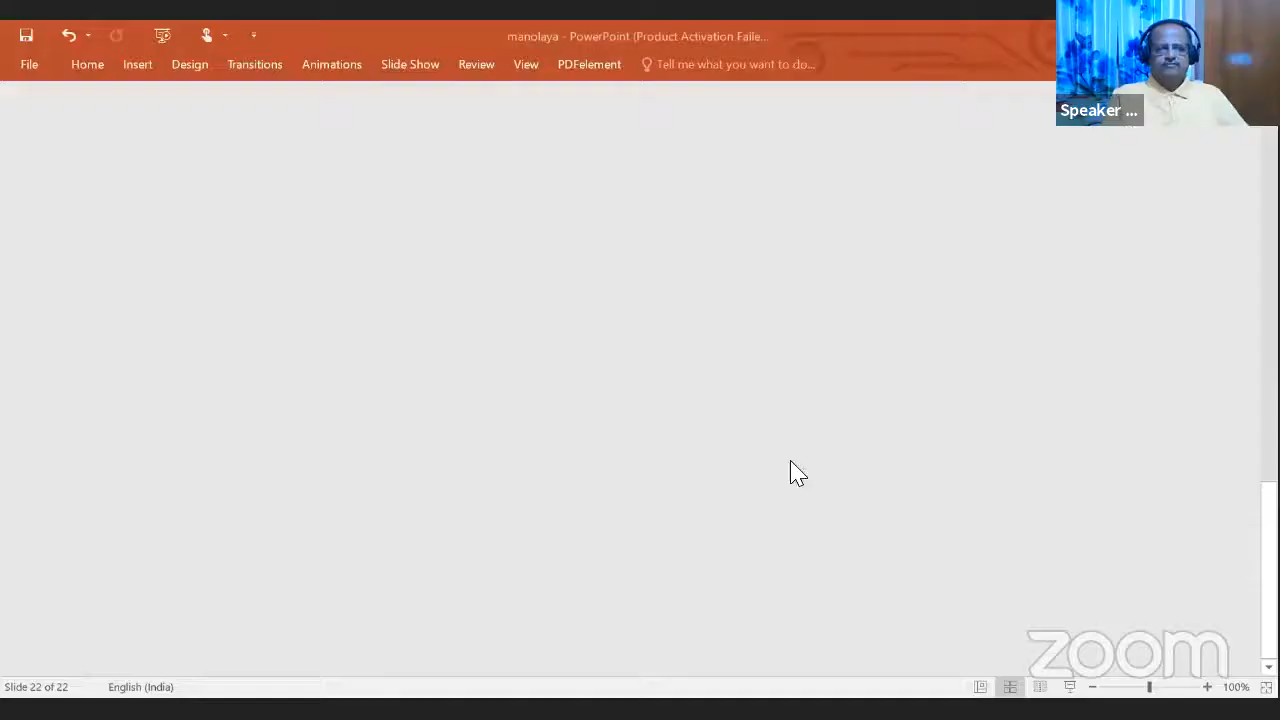 manolaya - PowerPoint (Product Activation Faile...
File Home Insert Design Transitions Animations Slide Show Review View PDFelement Tell me what you want to do...
Speaker ...
zoom
Slide 22 of 22 English (India) 100%